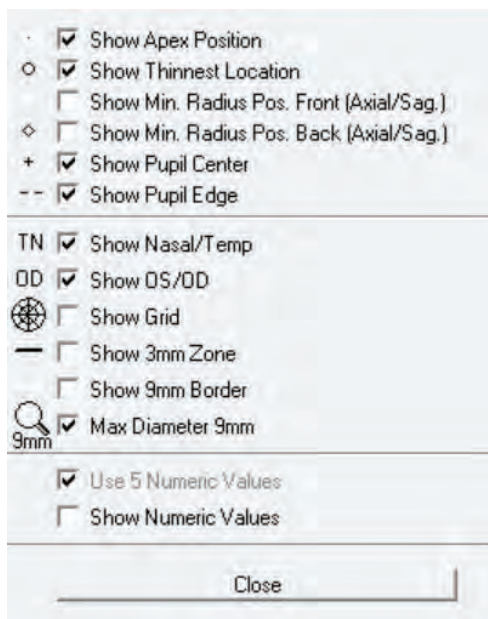 Show Apex Position
Show Thinnest Location
Show Min. Radius Pos. Front (Axial/Sag.)
Show Min. Radius Pos. Back (Axial/Sag.)
+ Show Pupil Center
-- Show Pupil Edge
TN Show Nasal/Temp
OD Show OS/OD
Show Grid
Show 3mm Zone
Show 9mm Border
9mm Max Diameter 9mm
Use 5 Numeric Values
Show Numeric Values
Close